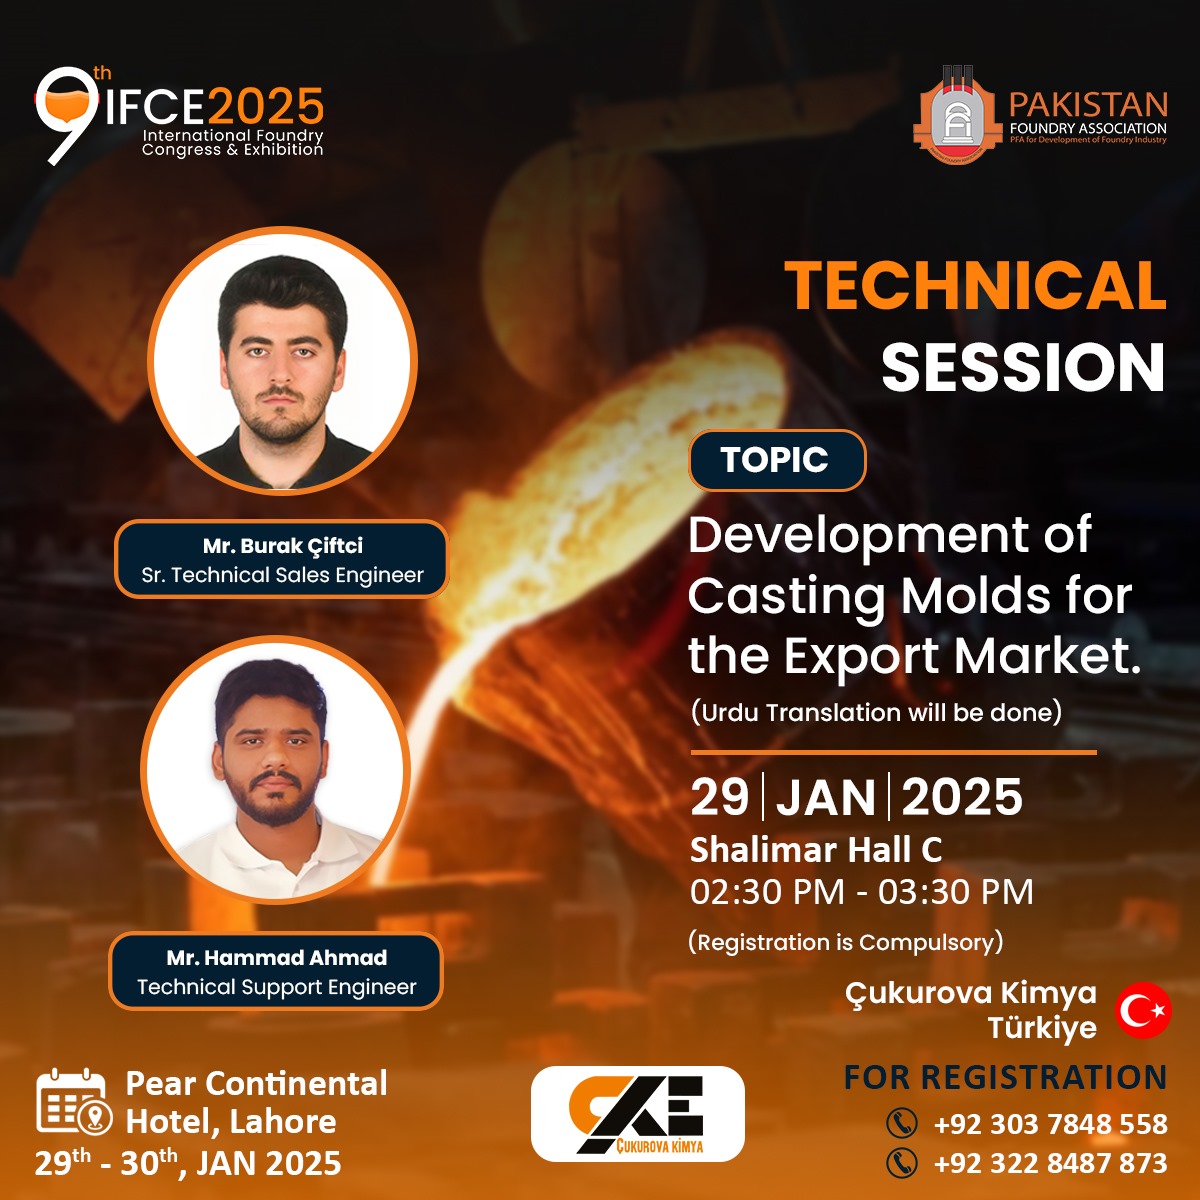 9th IFCE2025
International Foundry
Congress & Exhibition
PAKISTAN
FOUNDRY ASSOCIATION
PFA for Development of Foundry Industry
TECHNICAL
SESSION
TOPIC
Development of
Casting Molds for
the Export Market.
(Urdu Translation will be done)
29 | JAN | 2025
Shalimar Hall C
02:30 PM - 03:30 PM
(Registration is Compulsory)
Çukurova Kimya
Türkiye
Mr. Burak Çiftci
Sr. Technical Sales Engineer
Mr. Hammad Ahmad
Technical Support Engineer
Pear Continental
Hotel, Lahore
29th - 30th, JAN 2025
ÇKE
ÇUKUROVA KİMYA
FOR REGISTRATION
+92 303 7848 558
+92 322 8487 873